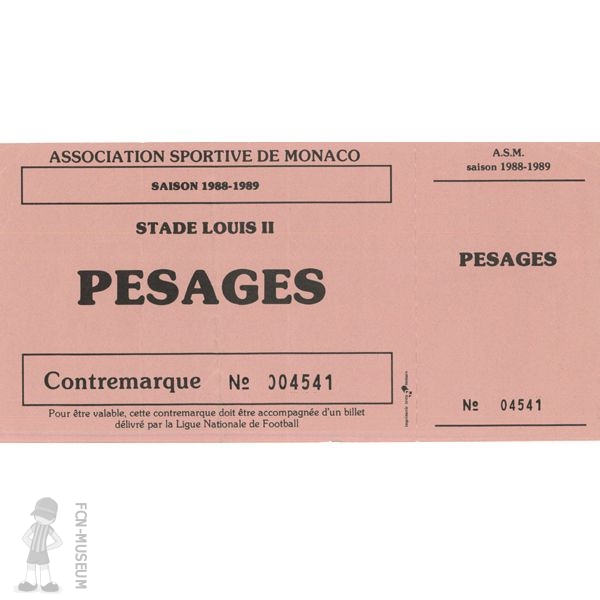 ASSOCIATION SPORTIVE DE MONACO
SAISON 1988-1989
STADE LOUIS II
PESAGES
Contremarque Nº 004541
Pour être valable, cette contremarque doit être accompagnée d'un billet
délivré par la Ligue Nationale de Football
A.S.M.
saison 1988-1989
PESAGES
Nº 04541
FCN-MUSEUM